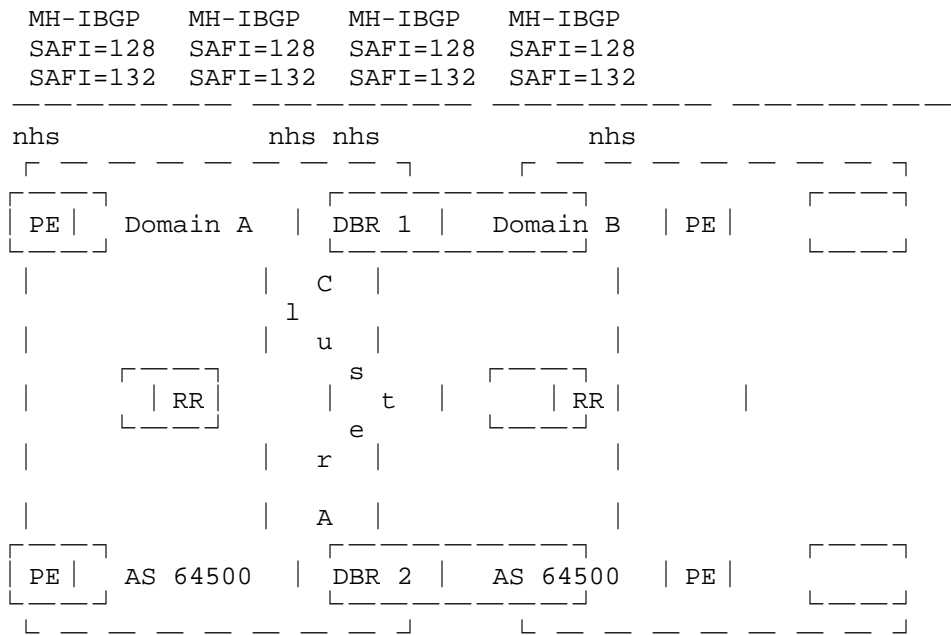 MH-IBGP MH-IBGP MH-IBGP MH-IBGP
SAFI=128 SAFI=128 SAFI=128 SAFI=128
SAFI=132 SAFI=132 SAFI=132 SAFI=132
nhs nhs nhs nhs
PE Domain A DBR 1 Domain B PE
C
l
u
s
RR t RR
e
r
A
PE AS 64500 DBR 2 AS 64500 PE